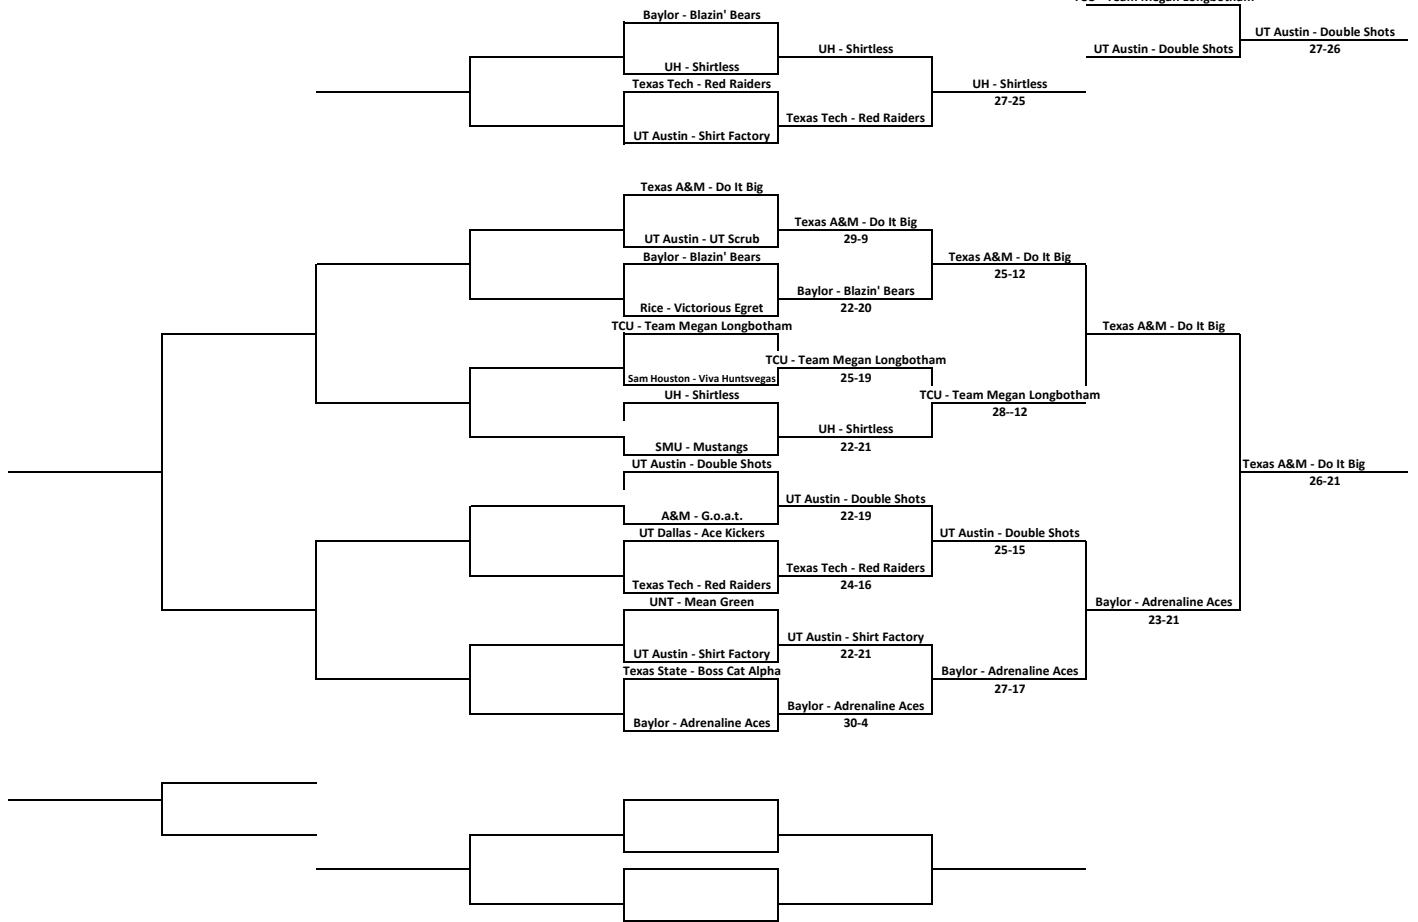 Baylor - Blazin' Bears
UT Austin - Double Shots
UH - Shirtless
UT Austin - Double Shots
27-26
UH - Shirtless
Texas Tech - Red Raiders
UH - Shirtless
27-25
Texas Tech - Red Raiders
UT Austin - Shirt Factory
Texas A&M - Do It Big
Texas A&M - Do It Big
UT Austin - UT Scrub
29-9
Baylor - Blazin' Bears
Texas A&M - Do It Big
25-12
Baylor - Blazin' Bears
Rice - Victorious Egret
22-20
TCU - Team Megan Longbotham
Texas A&M - Do It Big
TCU - Team Megan Longbotham
Sam Houston - Viva Huntsvegas
25-19
UH - Shirtless
TCU - Team Megan Longbotham
28--12
UH - Shirtless
SMU - Mustangs
22-21
UT Austin - Double Shots
Texas A&M - Do It Big
26-21
UT Austin - Double Shots
A&M - G.o.a.t.
22-19
UT Dallas - Ace Kickers
UT Austin - Double Shots
25-15
Texas Tech - Red Raiders
Texas Tech - Red Raiders
24-16
UNT - Mean Green
Baylor - Adrenaline Aces
23-21
UT Austin - Shirt Factory
UT Austin - Shirt Factory
22-21
Texas State - Boss Cat Alpha
Baylor - Adrenaline Aces
27-17
Baylor - Adrenaline Aces
Baylor - Adrenaline Aces
30-4